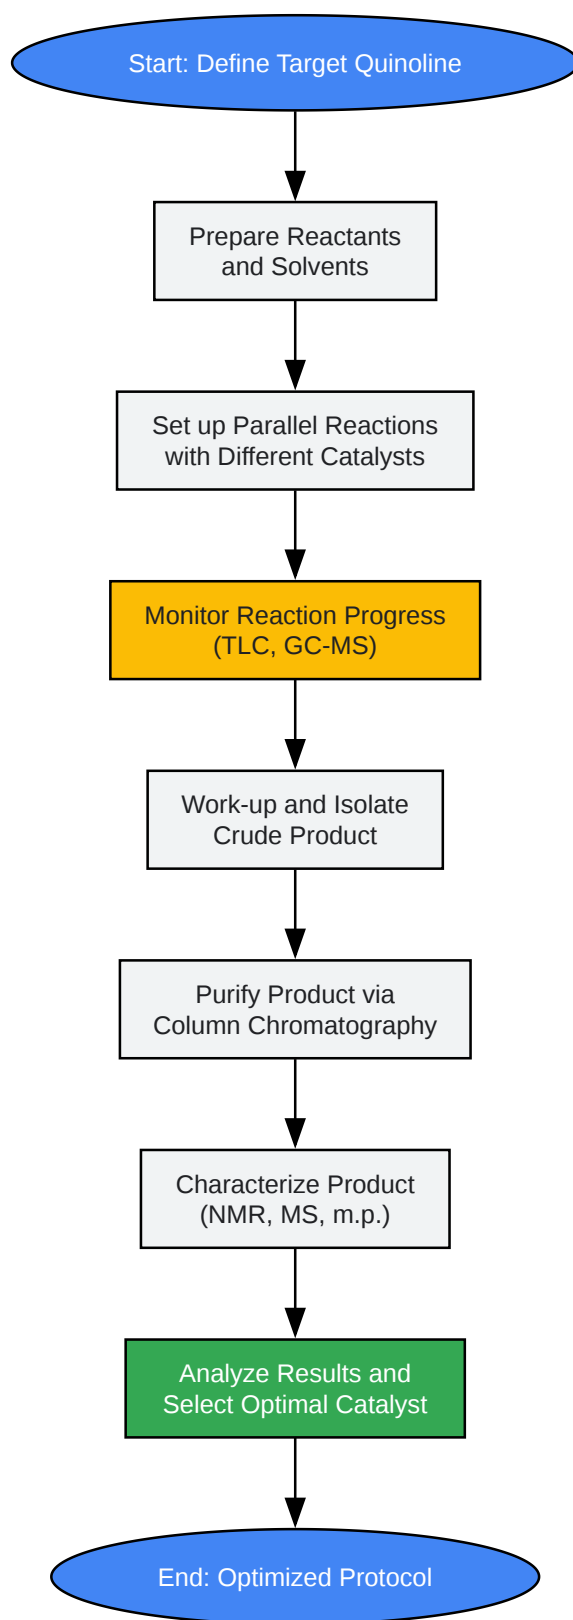 Start: Define Target Quinoline
Prepare Reactants
and Solvents
Set up Parallel Reactions
with Different Catalysts
Monitor Reaction Progress
(TLC, GC-MS)
Work-up and Isolate
Crude Product
Purify Product via
Column Chromatography
Characterize Product
(NMR, MS, m.p.)
Analyze Results and
Select Optimal Catalyst
End: Optimized Protocol